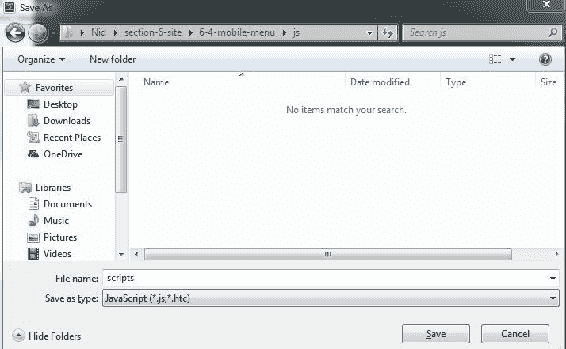 Save As
Nic ▸ section-5-site ▸ 6-4-mobile-menu ▸ js
Search js
Organize
New folder
Name
Date modified
Type
Size
No items match your search.
Favorites
Desktop
Downloads
Recent Places
OneDrive
Libraries
Documents
Music
Pictures
Videos
File name: scripts
Save as type: JavaScript (*.js,*.htc)
Hide Folders
Save
Cancel